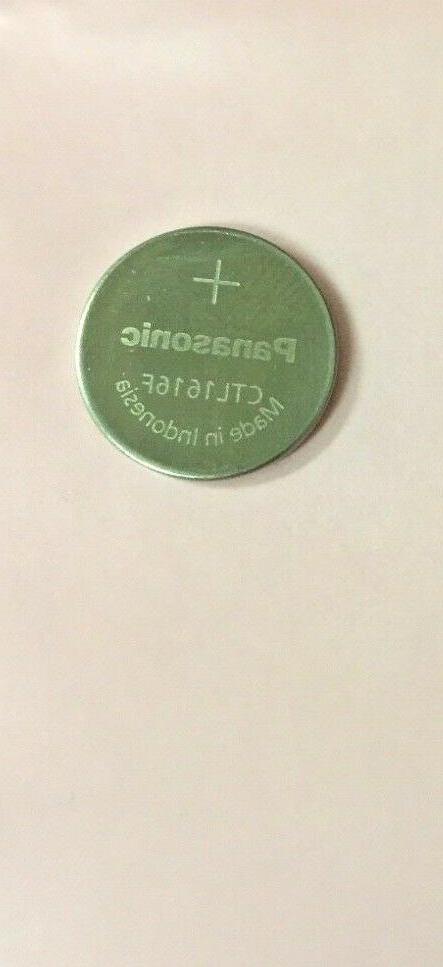 +
Panasonic
CTL1616F
Made in Indonesia